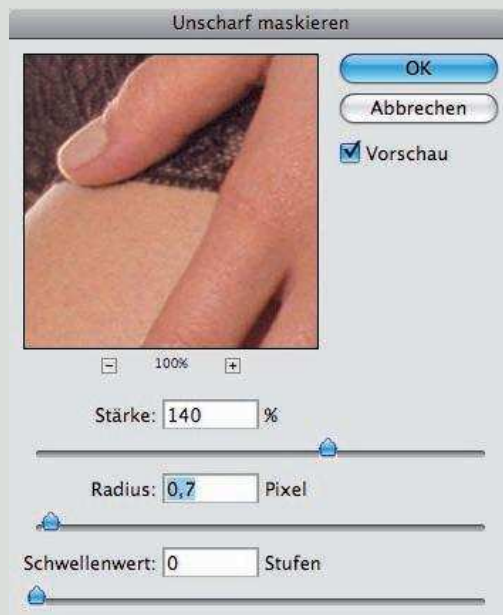 Unscharf maskieren
OK
Abbrechen
Vorschau
100%
Stärke: 140 %
Radius: 0,7 Pixel
Schwellenwert: 0 Stufen